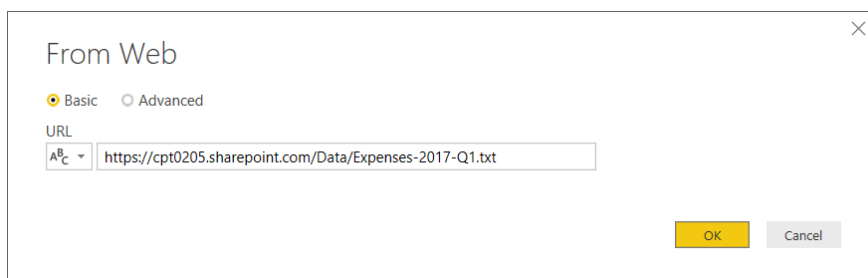 From Web
Basic Advanced
URL
ABC https://cpt0205.sharepoint.com/Data/Expenses-2017-Q1.txt
OK Cancel